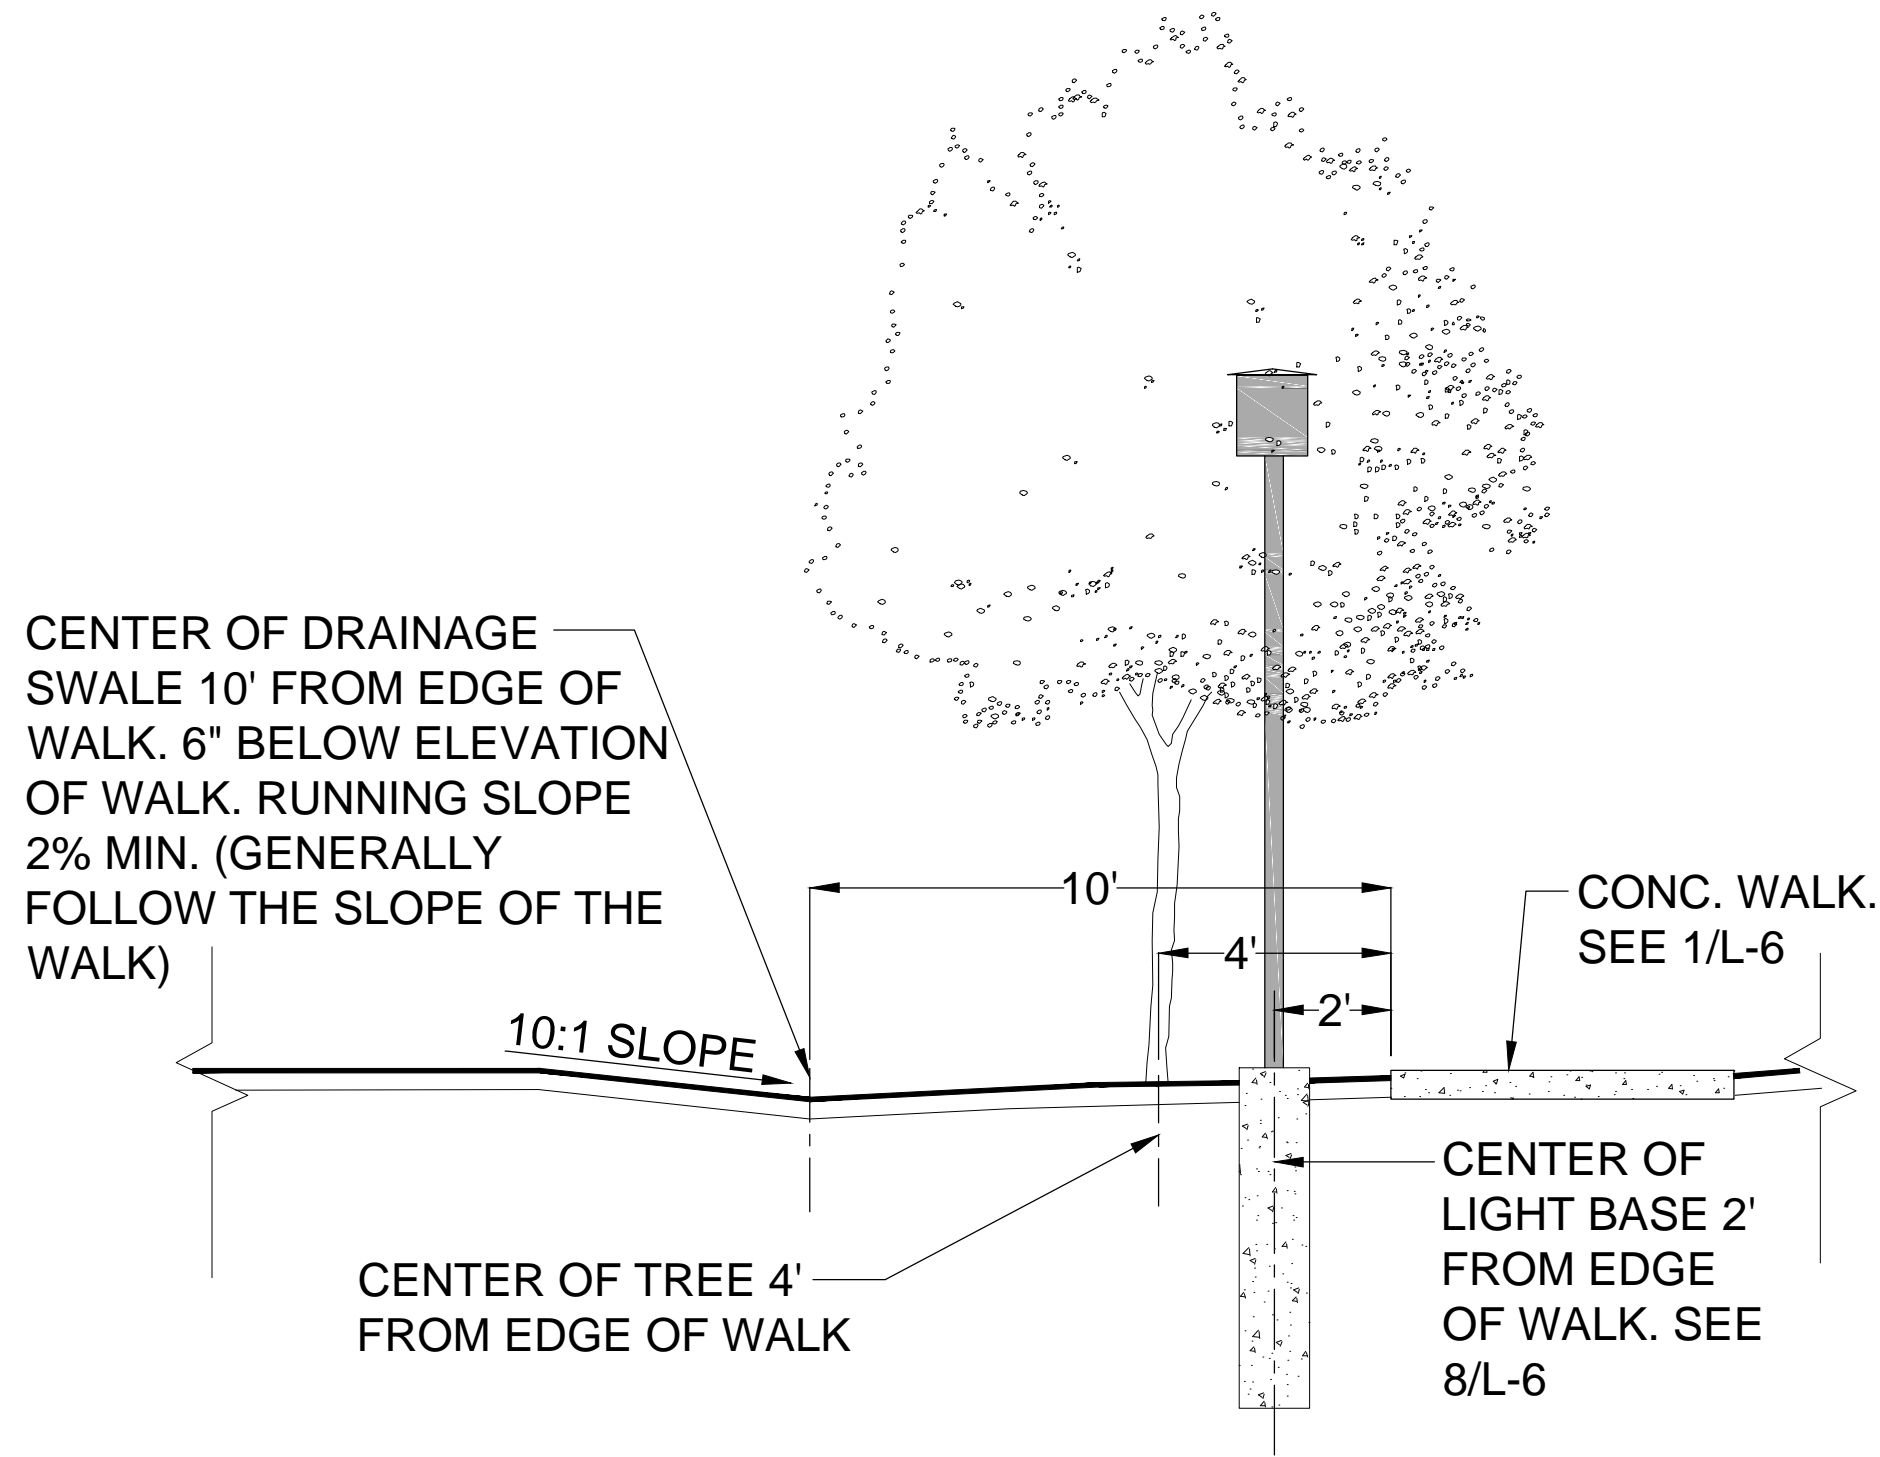 CENTER OF DRAINAGE
SWALE 10' FROM EDGE OF
WALK. 6" BELOW ELEVATION
OF WALK. RUNNING SLOPE
2% MIN. (GENERALLY
FOLLOW THE SLOPE OF THE
WALK)
10'
4'
2'
CONC. WALK.
SEE 1/L-6
10:1 SLOPE
CENTER OF TREE 4'
FROM EDGE OF WALK
CENTER OF
LIGHT BASE 2'
FROM EDGE
OF WALK. SEE
8/L-6